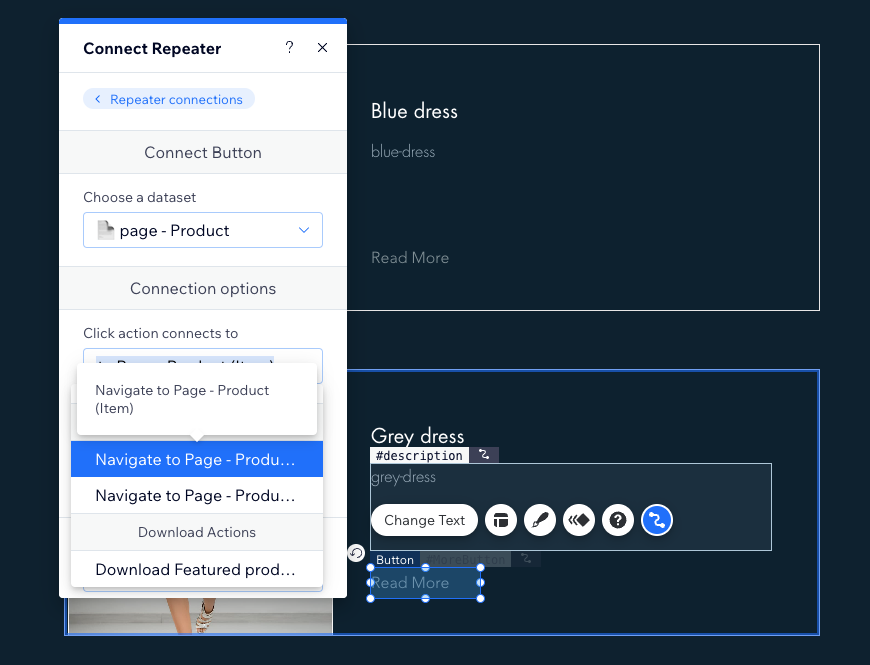 Connect Repeater
?
Repeater connections
Connect Button
Choose a dataset
page - Product
Connection options
Click action connects to
Navigate to Page - Product
(Item)
Navigate to Page - Produ...
Navigate to Page - Produ...
Download Actions
Download Featured prod...
Blue dress
blue-dress
Read More
Grey dress
#description
grey-dress
Change Text
?
Button
#MoreButton
Read More